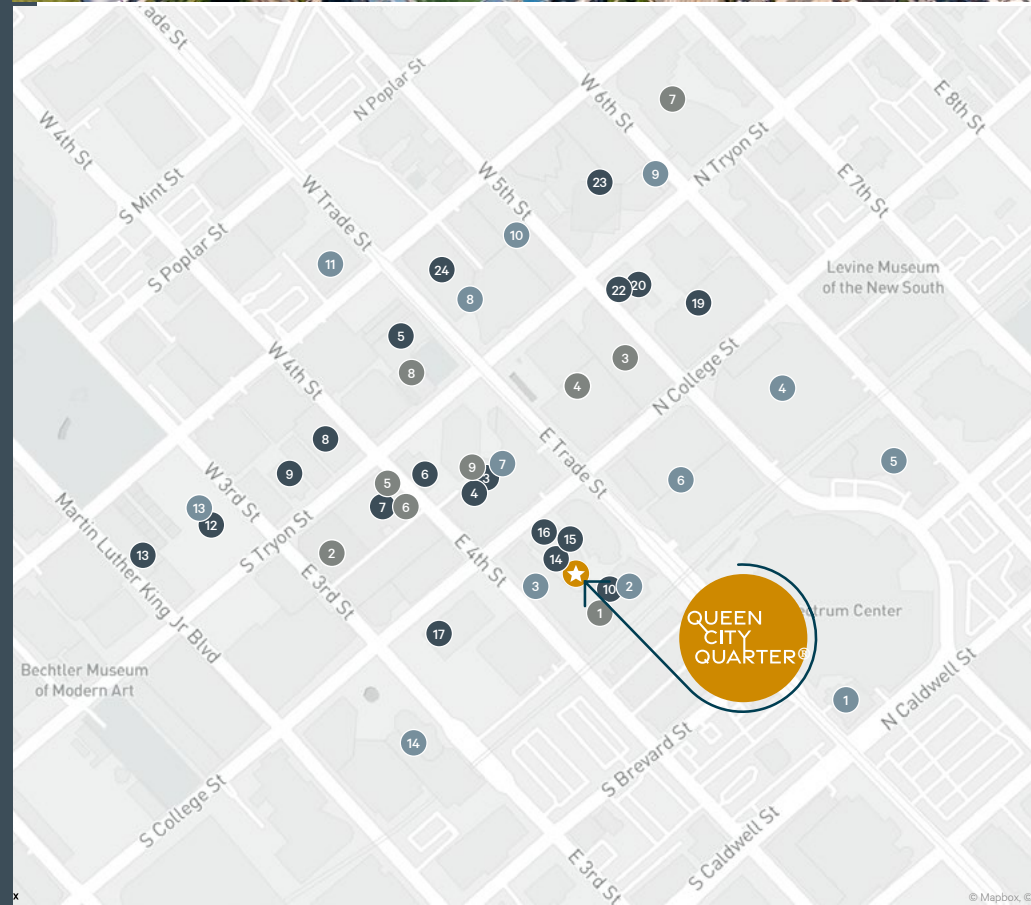 ade St
W 4th St
N Poplar St
W 6th St
E 8th St
7
N Tryon St
S Mint St
W Trade St
W 5th St
23
9
E 7th St
S Poplar St
11
10
24
8
22
20
19
Levine Museum
of the New South
5
8
W 4th St
3
4
N College St
4
8
E Trade St
9
W 3rd St
6
9
3
7
4
6
5
5
7
6
13
12
S Tryon St
13
Martin Luther King Jr Blvd
2
E 3rd St
E 4th St
16
15
14
3
10
2
1
17
QUEEN
CITY
QUARTER®
ctrum Center
Bechtler Museum
of Modern Art
1
N Caldwell St
14
S Brevard St
S College St
S Caldwell St
E 3rd St
x
© Mapbox, ©